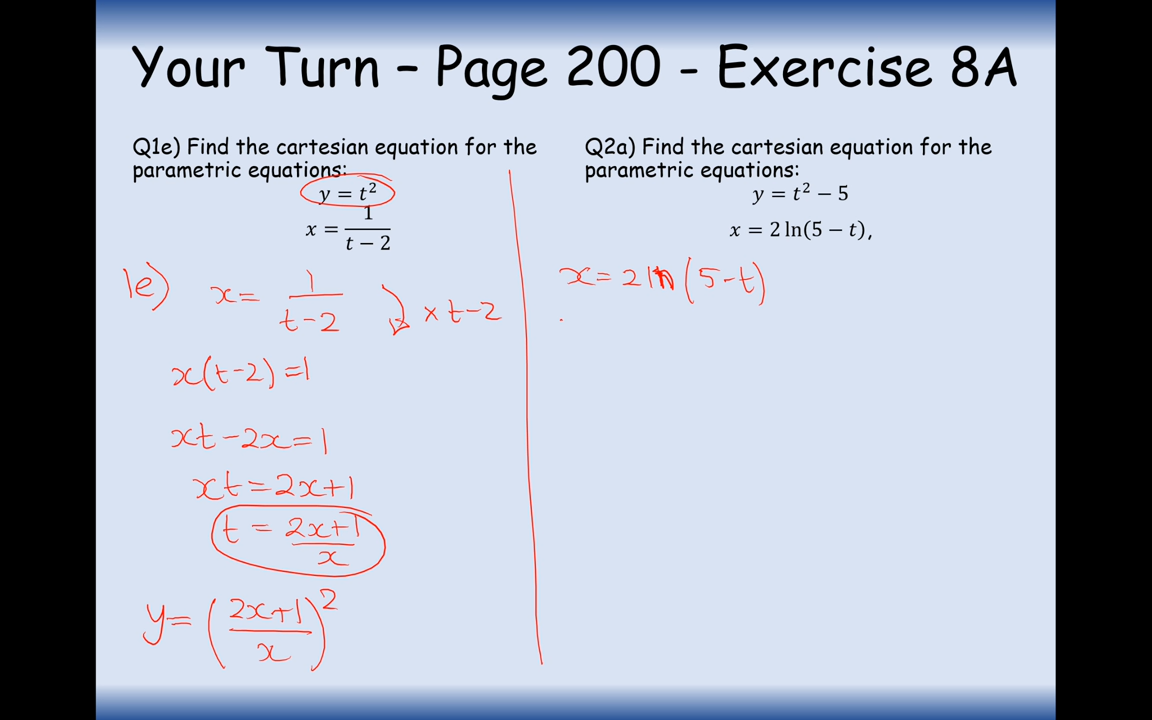 Your Turn – Page 200 - Exercise 8A
Q1e) Find the cartesian equation for the
parametric equations:
y = t²
x = 1/(t − 2)
1e) x = 1/(t-2) × t-2
x(t-2) = 1
xt - 2x = 1
xt = 2x+1
t = (2x+1)/x
y = ((2x+1)/x)²
Q2a) Find the cartesian equation for the
parametric equations:
y = t² − 5
x = 2 ln(5 − t),
x = 2 ln (5-t)